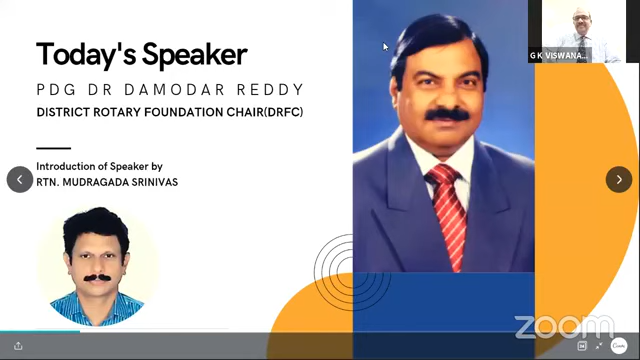 Today's Speaker
PDG DR DAMODAR REDDY
DISTRICT ROTARY FOUNDATION CHAIR(DRFC)
Introduction of Speaker by
RTN. MUDRAGADA SRINIVAS
G K VISWANA...
zoom
Canva